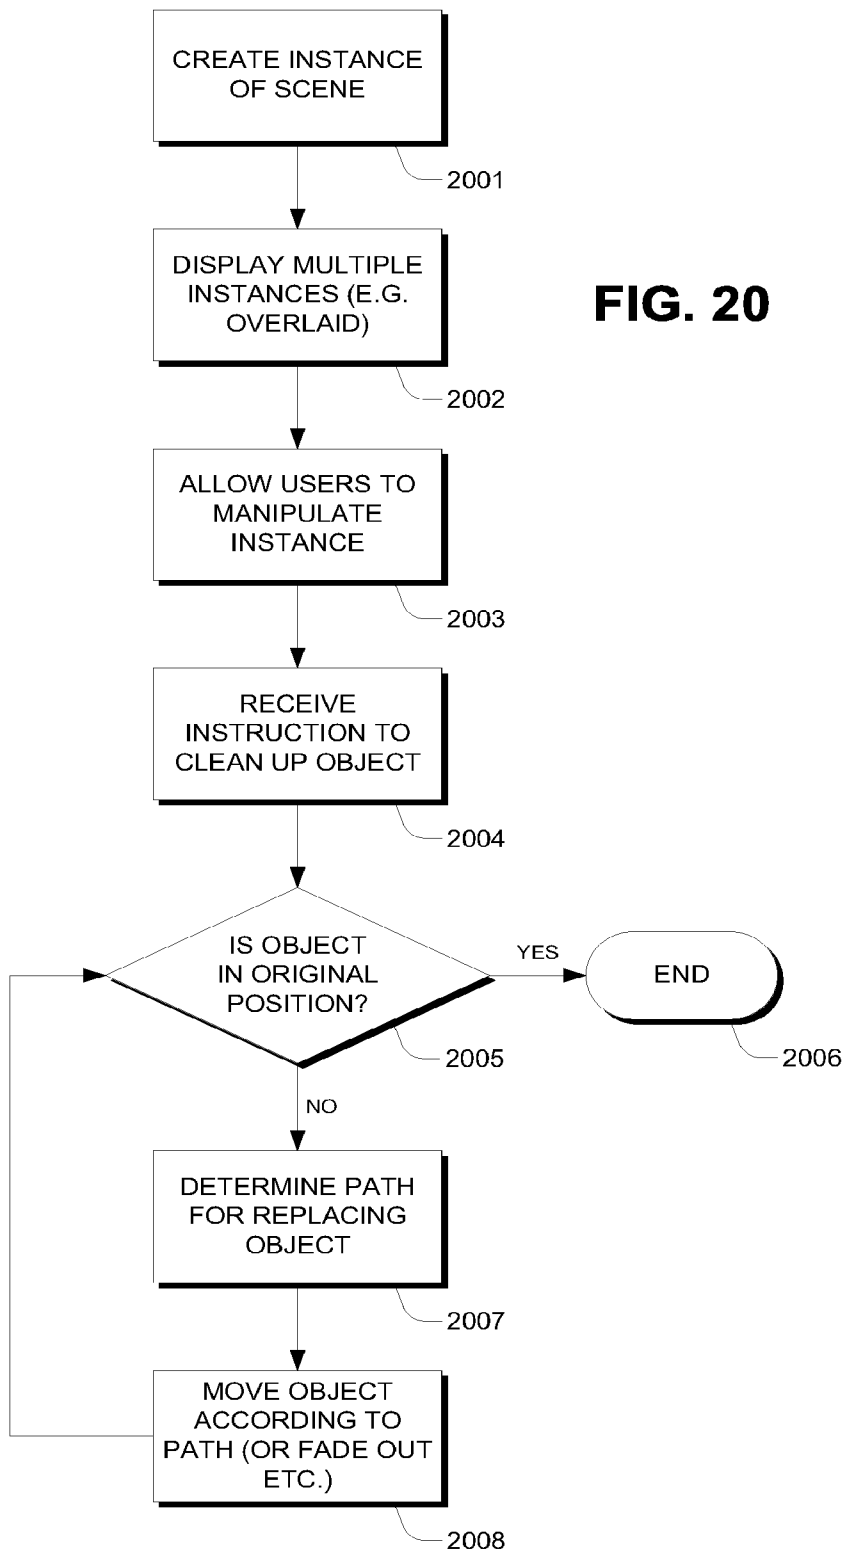 CREATE INSTANCE
OF SCENE
2001
DISPLAY MULTIPLE
INSTANCES (E.G.
OVERLAID)
FIG. 20
2002
ALLOW USERS TO
MANIPULATE
INSTANCE
2003
RECEIVE
INSTRUCTION TO
CLEAN UP OBJECT
2004
IS OBJECT
IN ORIGINAL
POSITION?
YES
END
2005
2006
NO
DETERMINE PATH
FOR REPLACING
OBJECT
2007
MOVE OBJECT
ACCORDING TO
PATH (OR FADE OUT
ETC.)
2008